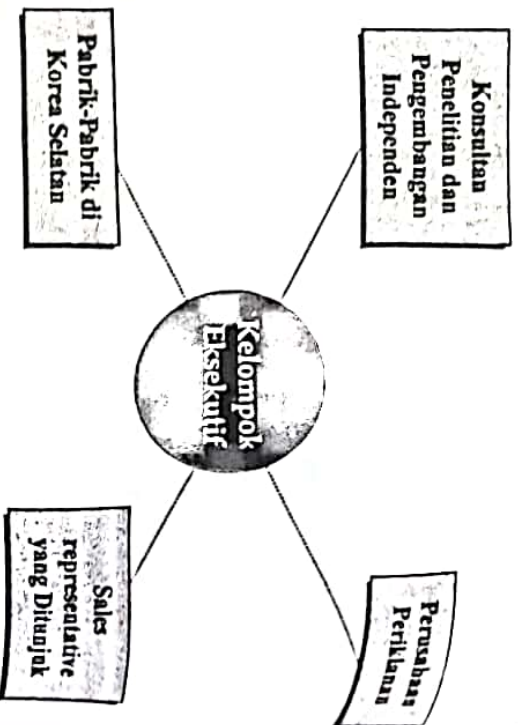 Konsultan
Penelitian dan
Pengembangan
Independen
Perusahaan
Periklanan
Kelompok
Eksekutif
Pabrik-Pabrik di
Korea Selatan
Sales
representative
yang Ditunjuk